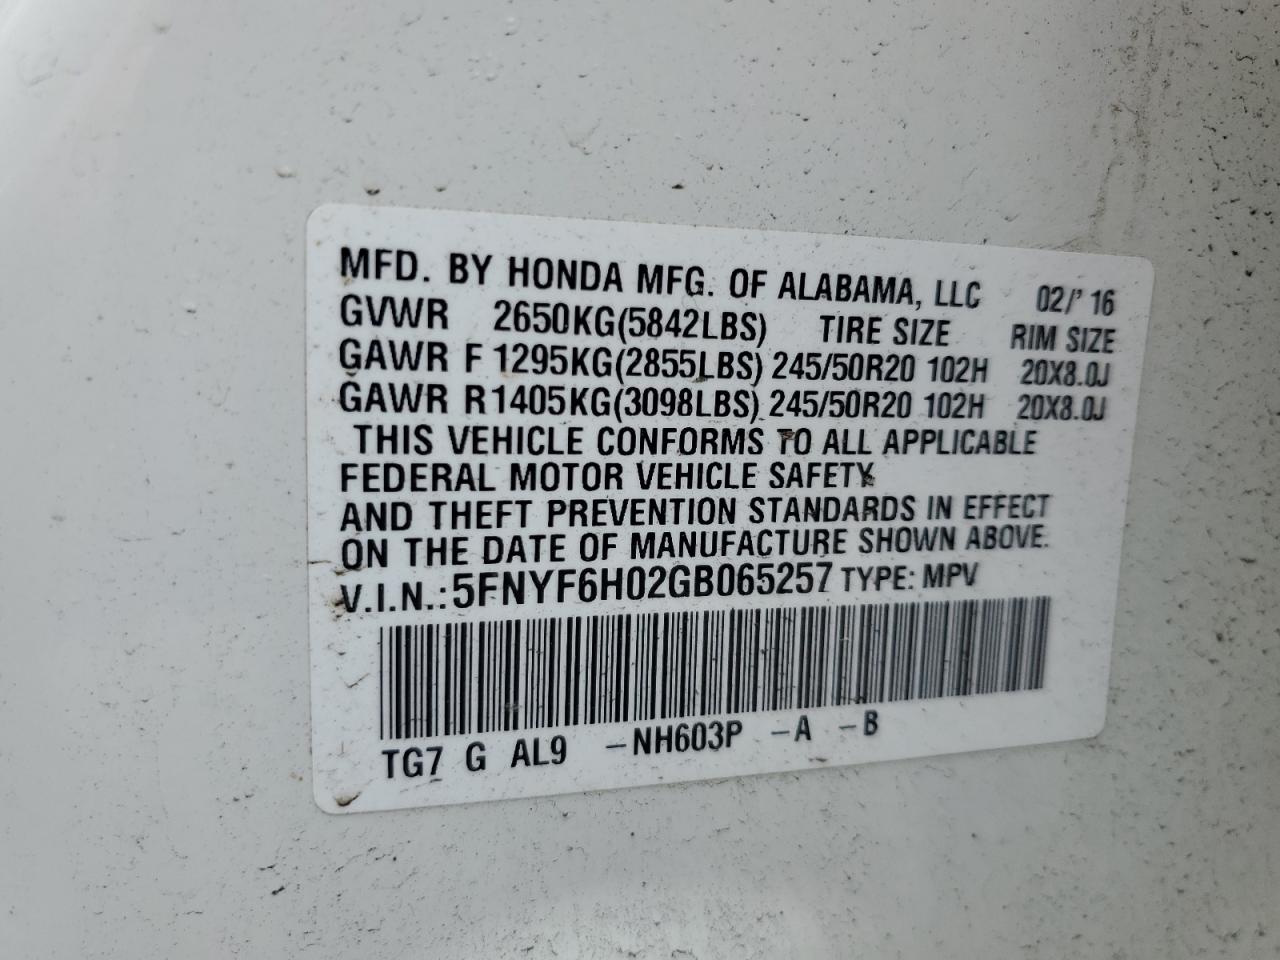 MFD. BY HONDA MFG. OF ALABAMA, LLC 02/' 16
GVWR 2650KG(5842LBS) TIRE SIZE RIM SIZE
GAWR F 1295KG(2855LBS) 245/50R20 102H 20X8.0J
GAWR R 1405KG(3098LBS) 245/50R20 102H 20X8.0J
THIS VEHICLE CONFORMS TO ALL APPLICABLE
FEDERAL MOTOR VEHICLE SAFETY
AND THEFT PREVENTION STANDARDS IN EFFECT
ON THE DATE OF MANUFACTURE SHOWN ABOVE.
V.I.N.: 5FNYF6H02GB065257 TYPE: MPV
TG7 G AL9 -NH603P -A -B